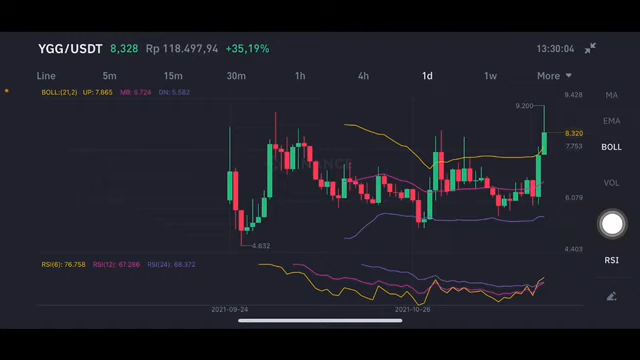 YGG/USDT 8,328 Rp 118.497,94 +35,19% 13:30:04
Line 5m 15m 30m 1h 4h 1d 1w More
BOLL:(21,2) UP: 7.865 MB: 6.724 DN: 5.582
9.428
MA
9.200
EMA
8.320
7,753
BOLL
BINANCE
VOL
6.079
4.632
4.403
RSI(6): 76.758 RSI(12): 67.286 RSI(24): 68.372
RSI
2021-09-24 2021-10-26